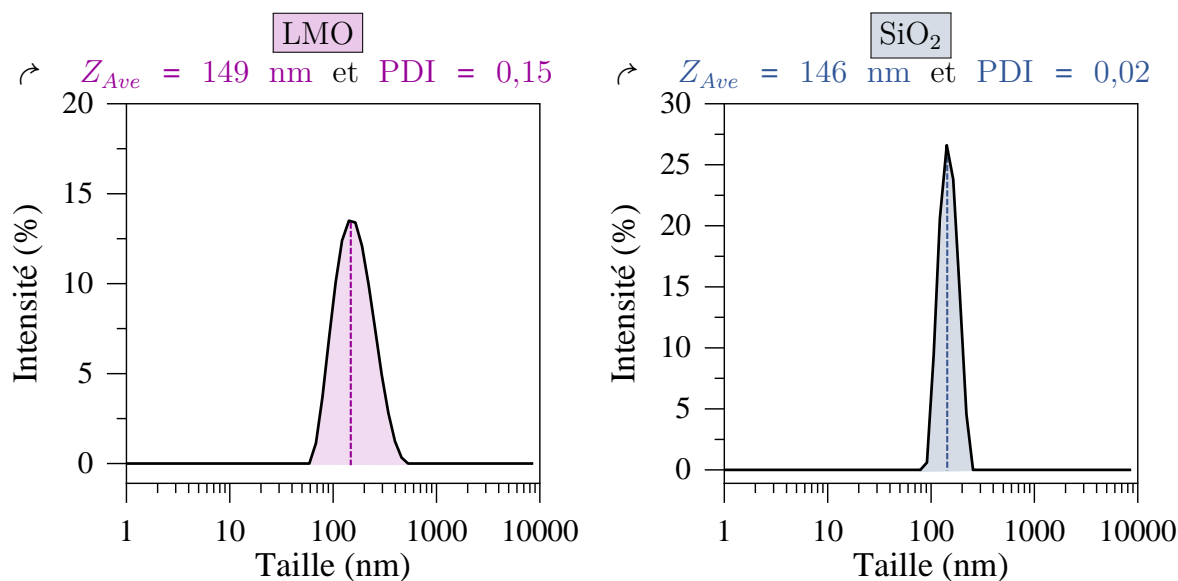 LMO
Z_Ave = 149 nm et PDI = 0,15
20
15
10
5
0
Intensité (%)
1 10 100 1000 10000
Taille (nm)
SiO₂
Z_Ave = 146 nm et PDI = 0,02
30
25
20
15
10
5
0
Intensité (%)
1 10 100 1000 10000
Taille (nm)